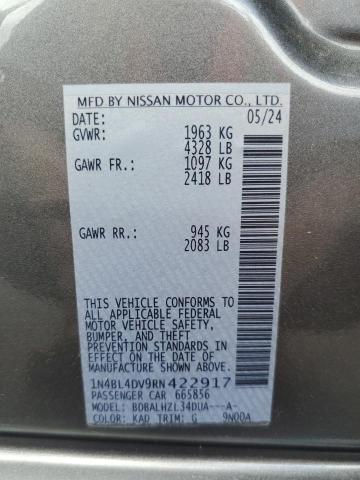 MFD BY NISSAN MOTOR CO., LTD.
DATE: 05/24
GVWR: 1963 KG
4328 LB
GAWR FR.: 1097 KG
2418 LB
GAWR RR.: 945 KG
2083 LB
THIS VEHICLE CONFORMS TO
ALL APPLICABLE FEDERAL
MOTOR VEHICLE SAFETY,
BUMPER, AND THEFT
PREVENTION STANDARDS
IN EFFECT ON THE DATE OF
MANUFACTURE SHOWN ABOVE.
1N4BL4DV9RN422917
PASSENGER CAR 665856
MODEL: BDBALHZL34DUA---A-
COLOR: KAD TRIM: G 9N00A